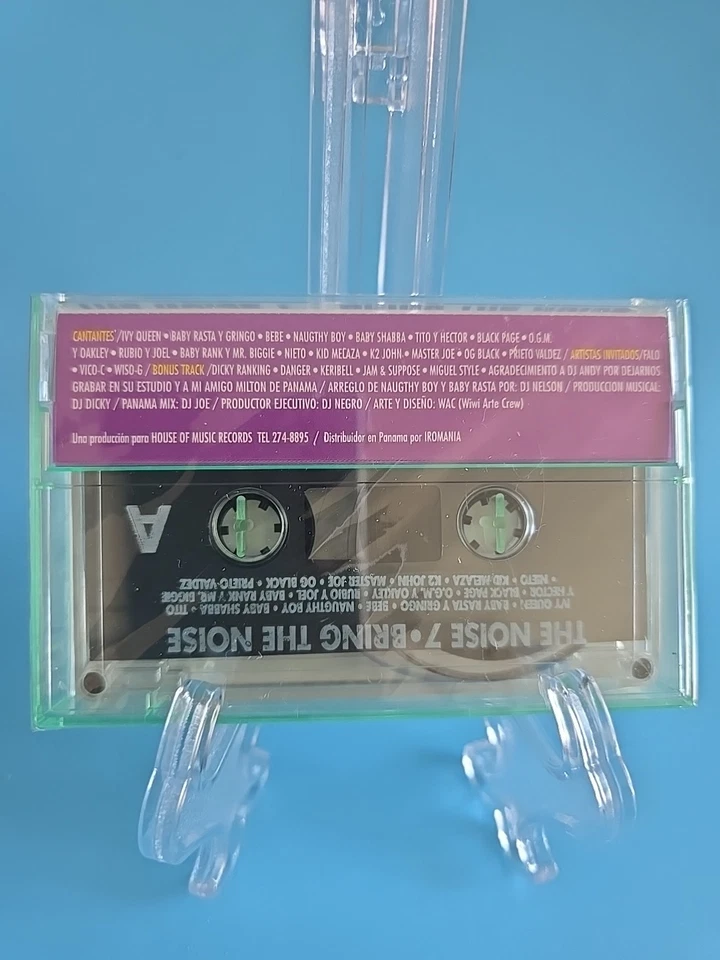 CANTANTES /IVY QUEEN • BABY RASTA Y GRINGO • BEBE • NAUGTHY BOY • BABY SHABBA • TITO Y HECTOR • BLACK PAGE • O.G.M.
Y OAKLEY • RUBIO Y JOEL • BABY RANK Y MR. BIGGIE • NIETO • KID MECAZA • K2 JOHN • MASTER JOE • OG BLACK • PRIETO VALDEZ / ARTISTAS INVITADOS/FALO
• VICO-C • WISO-G / BONUS TRACK /DICKY RANKING • DANGER • KERIBELL • JAM & SUPPOSE • MIGUEL STYLE • AGRADECIMIENTO A DJ ANDY POR DEJARNOS
GRABAR EN SU ESTUDIO Y A MI AMIGO MILTON DE PANAMA / ARREGLO DE NAUGTHY BOY Y BABY RASTA POR: DJ NELSON / PRODUCCION MUSICAL:
DJ DICKY / PANAMA MIX: DJ JOE / PRODUCTOR EJECUTIVO: DJ NEGRO / ARTE Y DISEÑO: WAC (Wiwi Arte Crew)
Una producción para HOUSE OF MUSIC RECORDS TEL 274-8895 / Distribuidor en Panama por IROMANIA
A
THE NOISE 7 • BRING THE NOISE
IVY QUEEN • BABY RASTA Y GRINGO • BEBE • NAUGTHY BOY • BABY SHABBA • TITO
Y HECTOR • BLACK PAGE • O.G.M. Y OAKLEY • RUBIO Y JOEL • BABY RANK Y MR. BIGGIE
• NIETO • KID MELAZA • K2 JOHN • MASTER JOE • OG BLACK • PRIETO-VALDEZ